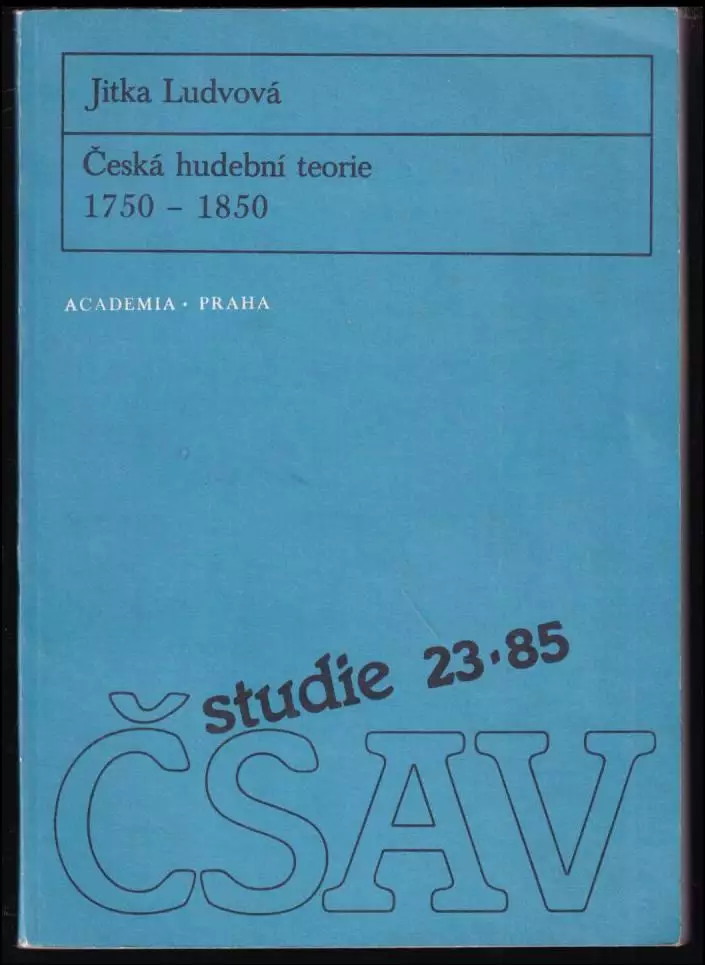 Jitka Ludvová
Česká hudební teorie
1750 – 1850
ACADEMIA • PRAHA
studie 23•85
ČSAV